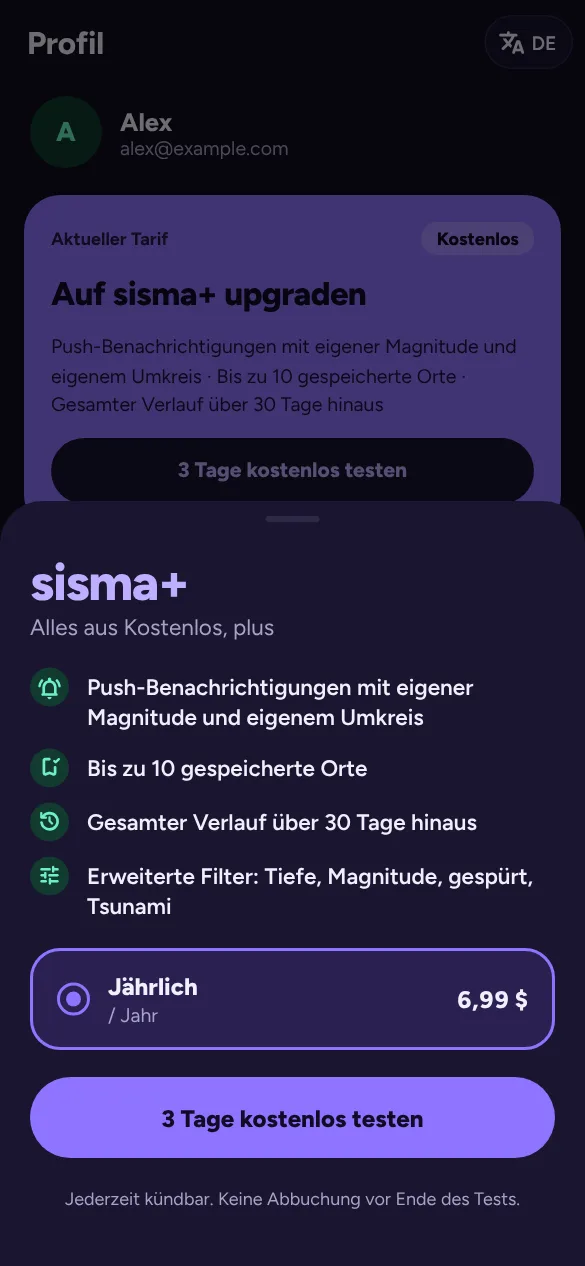 Profil
DE
A
Alex
alex@example.com
Aktueller Tarif
Kostenlos
Auf sisma+ upgraden
Push-Benachrichtigungen mit eigener Magnitude und
eigenem Umkreis · Bis zu 10 gespeicherte Orte ·
Gesamter Verlauf über 30 Tage hinaus
3 Tage kostenlos testen
sisma+
Alles aus Kostenlos, plus
Push-Benachrichtigungen mit eigener
Magnitude und eigenem Umkreis
Bis zu 10 gespeicherte Orte
Gesamter Verlauf über 30 Tage hinaus
Erweiterte Filter: Tiefe, Magnitude, gespürt,
Tsunami
Jährlich
/ Jahr
6,99 $
3 Tage kostenlos testen
Jederzeit kündbar. Keine Abbuchung vor Ende des Tests.